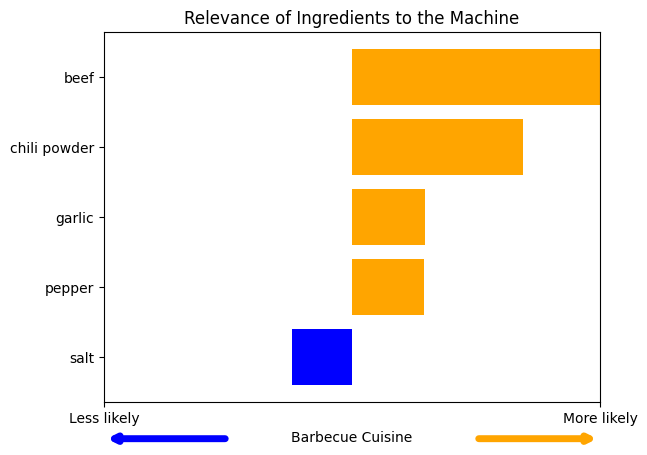 Relevance of Ingredients to the Machine
beef
chili powder
garlic
pepper
salt
Less likely
More likely
Barbecue Cuisine